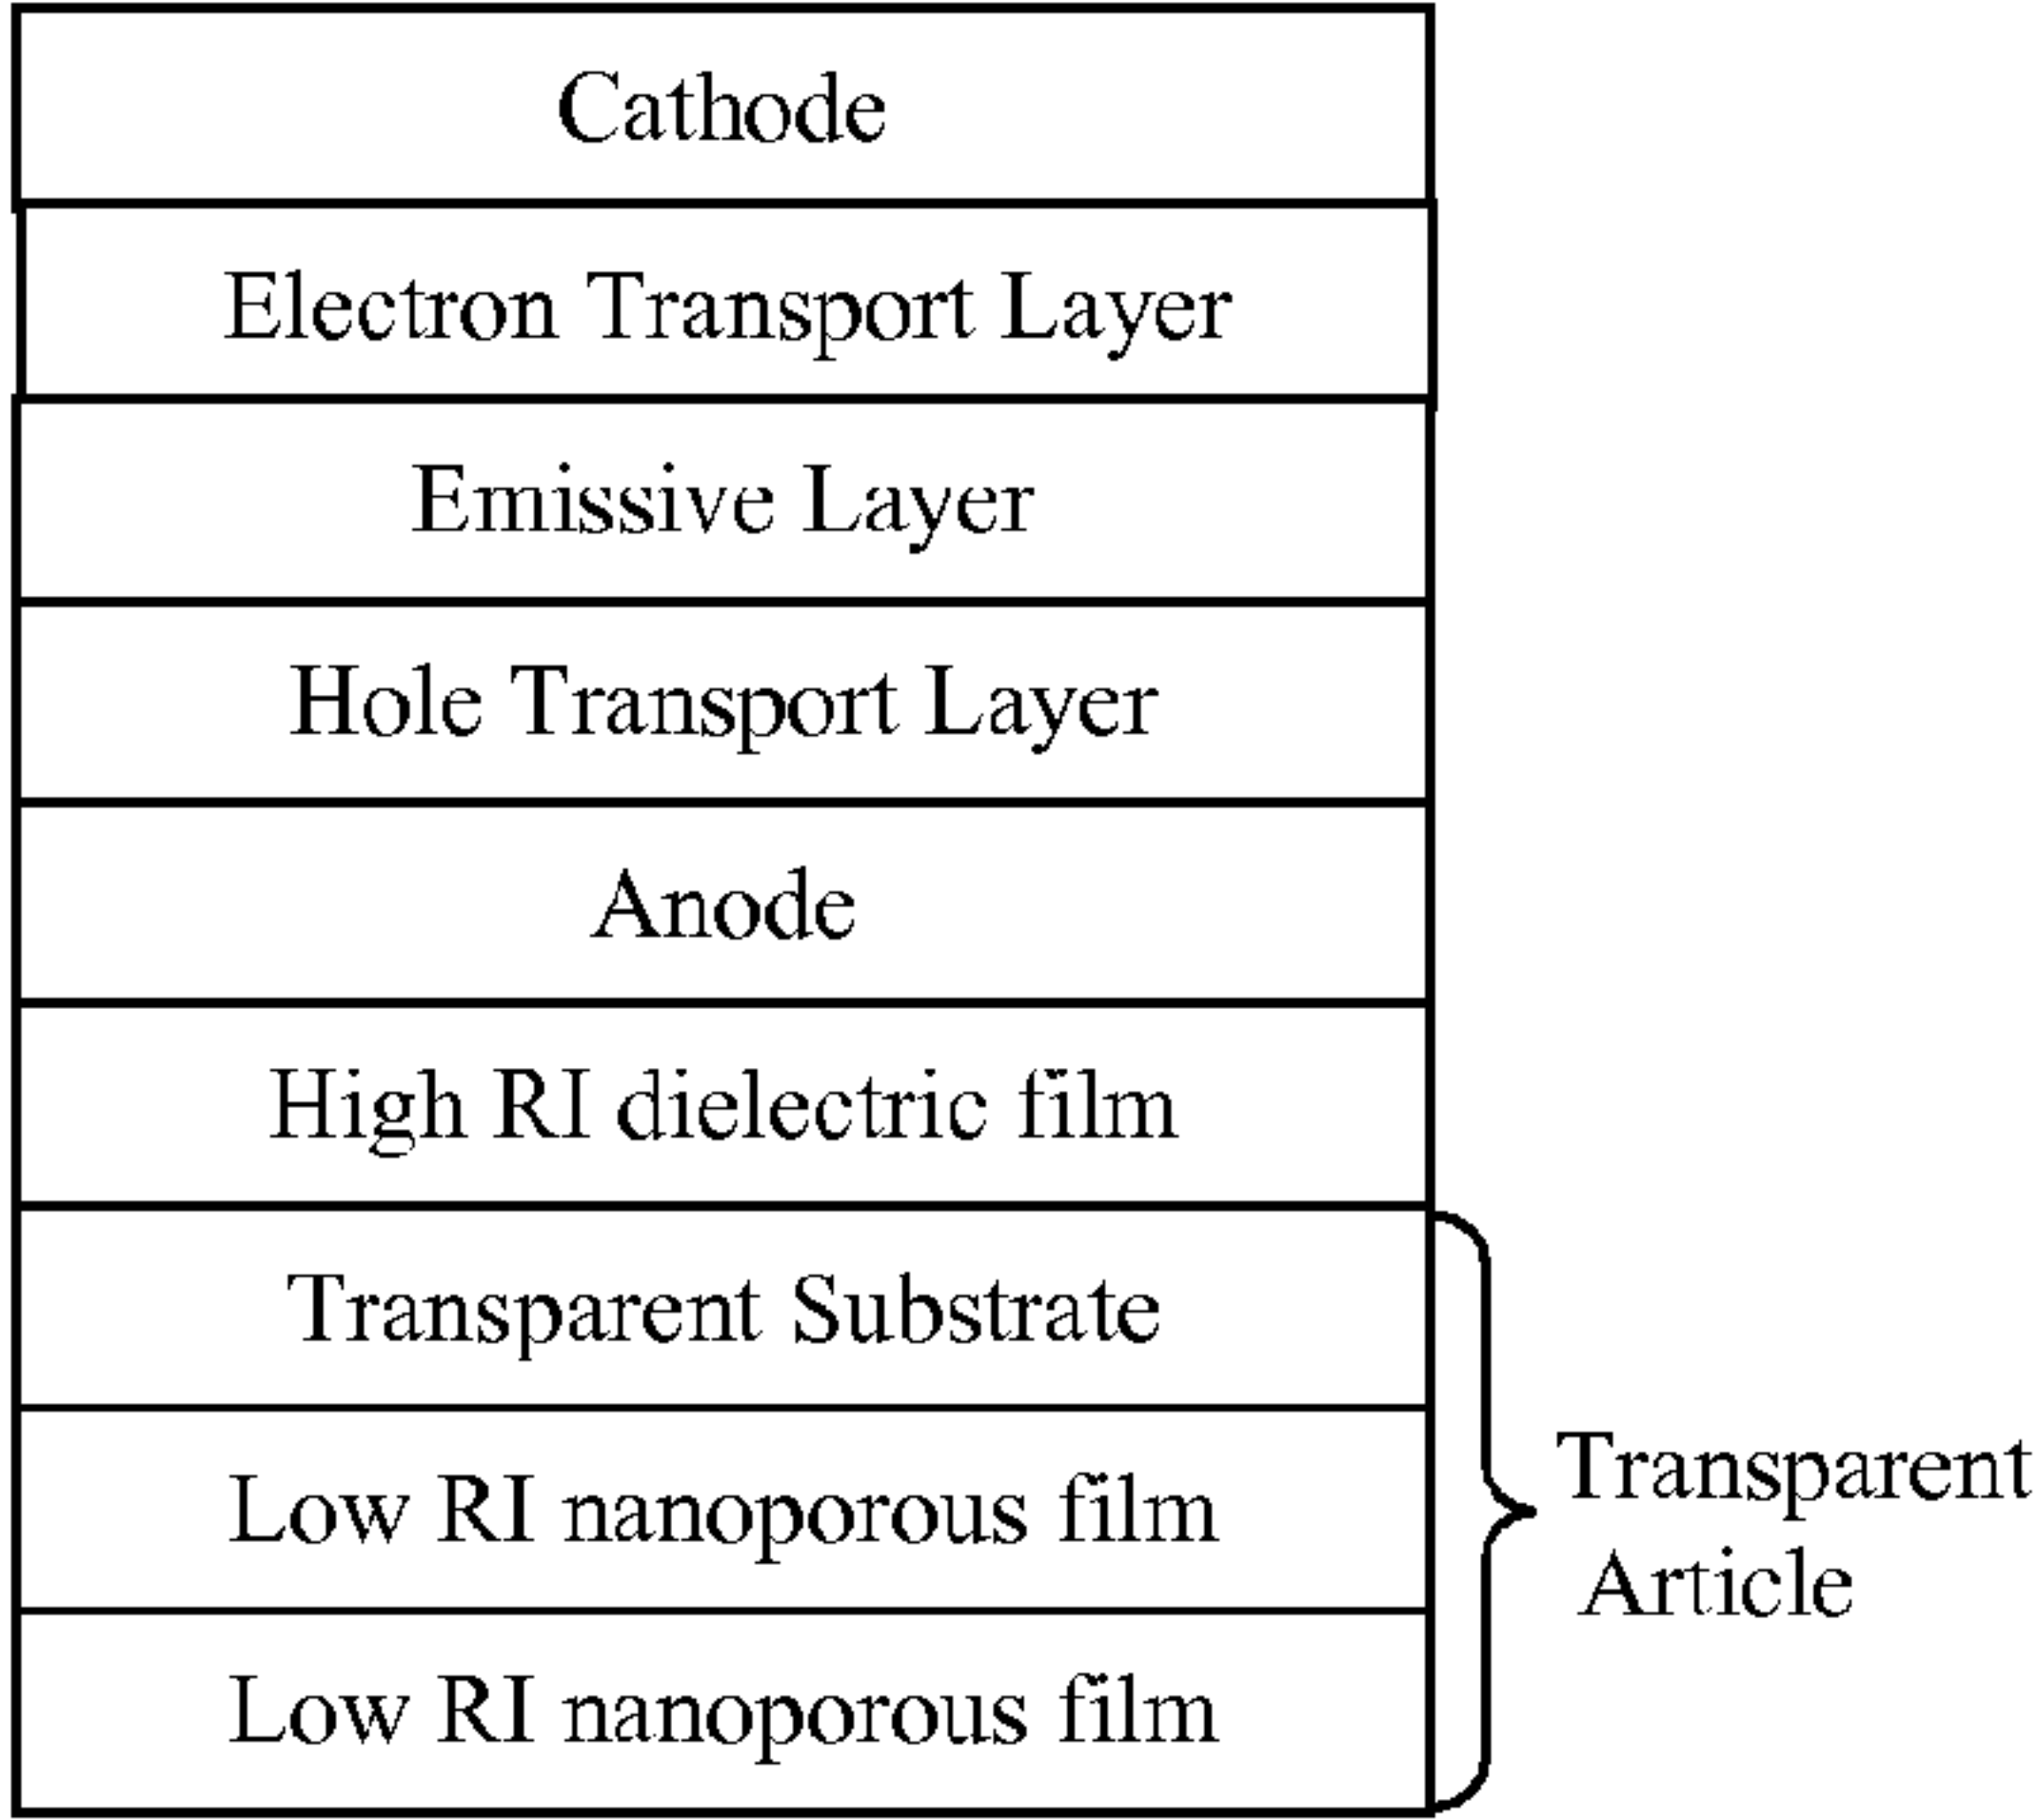 Cathode
Electron Transport Layer
Emissive Layer
Hole Transport Layer
Anode
High RI dielectric film
Transparent Substrate
Low RI nanoporous film
Low RI nanoporous film
Transparent
Article